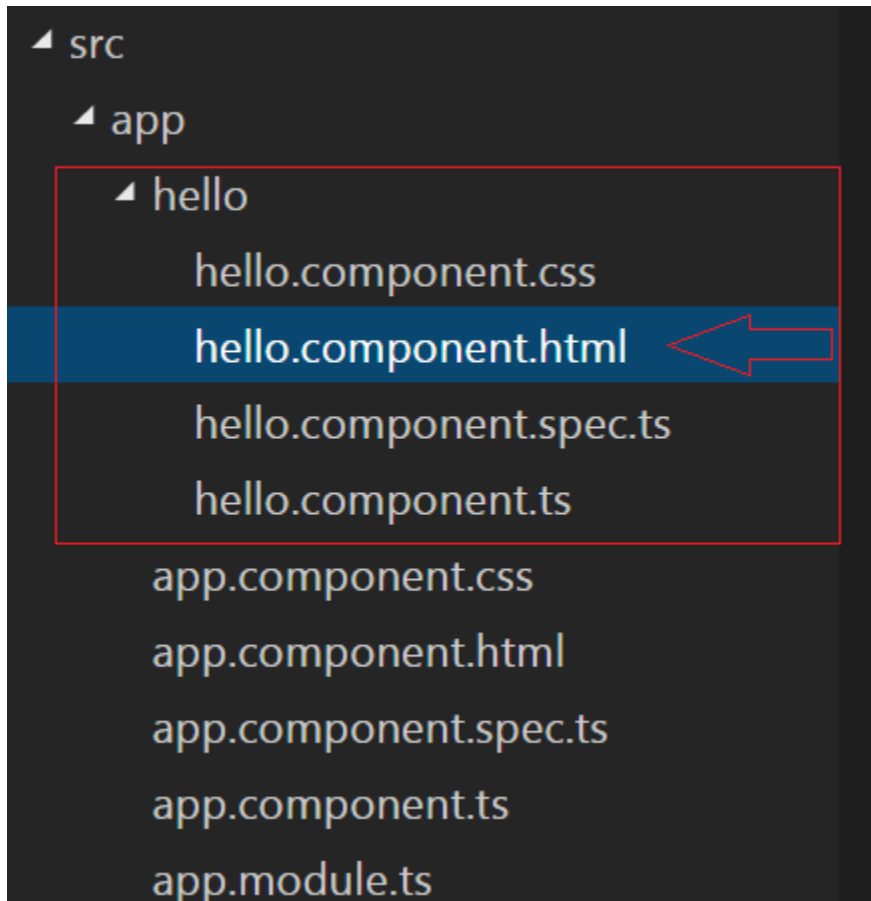 src
app
hello
hello.component.css
hello.component.html
hello.component.spec.ts
hello.component.ts
app.component.css
app.component.html
app.component.spec.ts
app.component.ts
app.module.ts